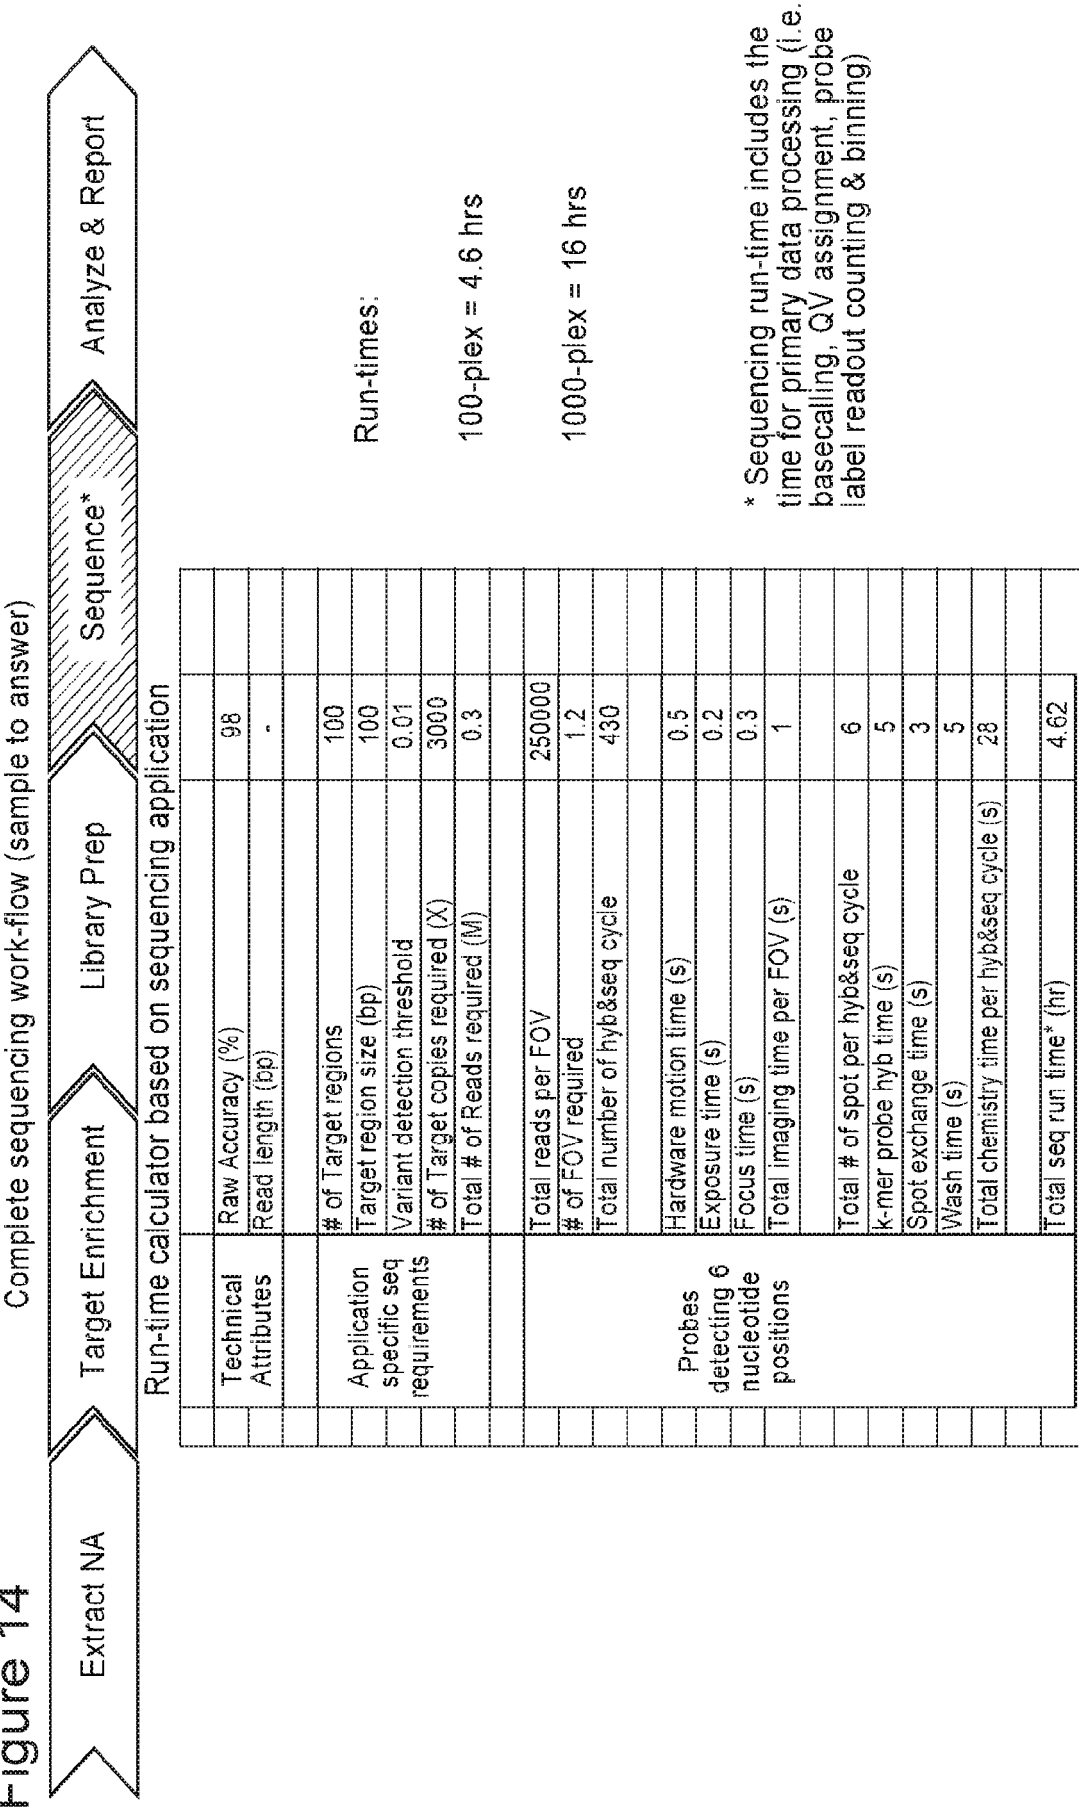 Figure 14
Complete sequencing work-flow (sample to answer)
Extract NA
Target Enrichment
Library Prep
Sequence*
Analyze & Report
Run-time calculator based on sequencing application
Technical
Attributes
Raw Accuracy (%) 98
Read length (bp) -
Application
specific seq
requirements
# of Target regions 100
Target region size (bp) 100
Variant detection threshold 0.01
# of Target copies required (X) 3000
Total # of Reads required (M) 0.3
Probes
detecting 6
nucleotide
positions
Total reads per FOV 250000
# of FOV required 1.2
Total number of hyb&seq cycle 430
Hardware motion time (s) 0.5
Exposure time (s) 0.2
Focus time (s) 0.3
Total imaging time per FOV (s) 1
Total # of spot per hyb&seq cycle 6
k-mer probe hyb time (s) 5
Spot exchange time (s) 3
Wash time (s) 5
Total chemistry time per hyb&seq cycle (s) 28
Total seq run time* (hr) 4.62
Run-times:
100-plex = 4.6 hrs
1000-plex = 16 hrs
* Sequencing run-time includes the
time for primary data processing (i.e.
basecalling, QV assignment, probe
label readout counting & binning)